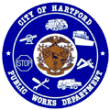 CITY OF HARTFORD
STOP
PUBLIC WORKS DEPARTMENT